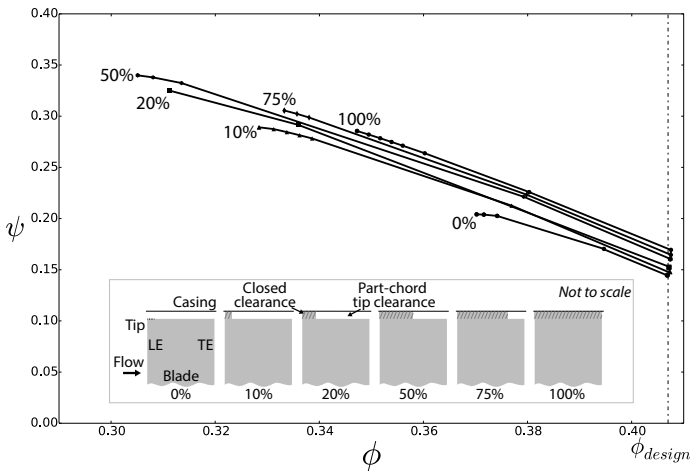 0.40
0.35
0.30
0.25
0.20
0.15
0.10
0.05
0.00
ψ
50%
20%
75%
10%
100%
0%
Casing
Closed clearance
Part-chord tip clearance
Not to scale
Tip
LE
TE
Flow
Blade
0% 10% 20% 50% 75% 100%
0.30 0.32 0.34 0.36 0.38 0.40
ϕ
ϕdesign